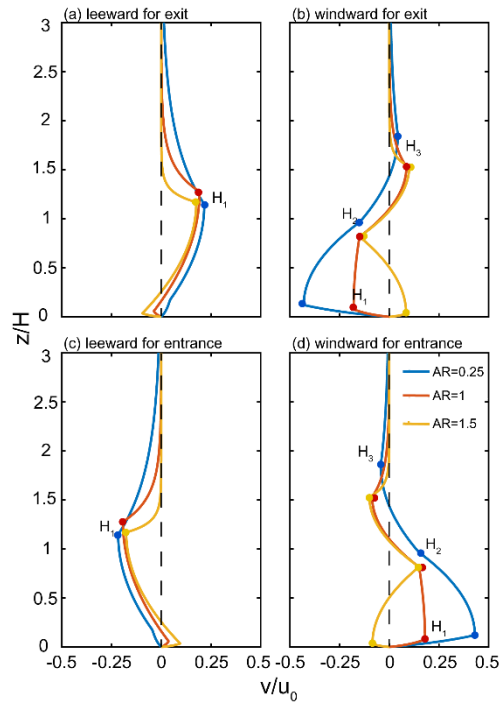 (a) leeward for exit
(b) windward for exit
3
2.5
2
1.5
1
0.5
0
z/H
H₁
H₃
H₂
H₁
(c) leeward for entrance
(d) windward for entrance
3
2.5
2
1.5
1
0.5
0
H₁
AR=0.25
AR=1
AR=1.5
H₃
H₂
H₁
-0.5 -0.25 0 0.25 0.5
-0.25 0 0.25 0.5
v/u₀